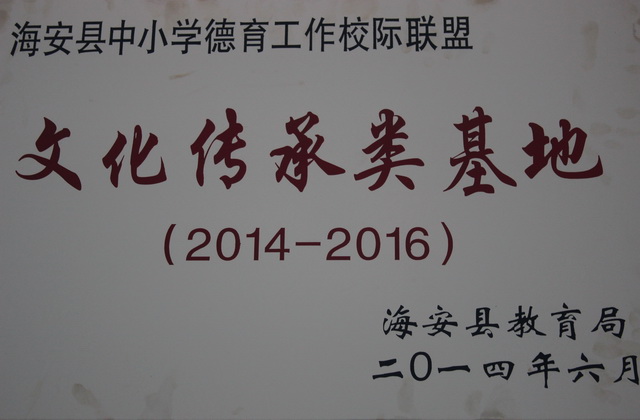 海安县中小学德育工作校际联盟
文化传承类基地
(2014-2016)
海安县教育局
二〇一四年六月